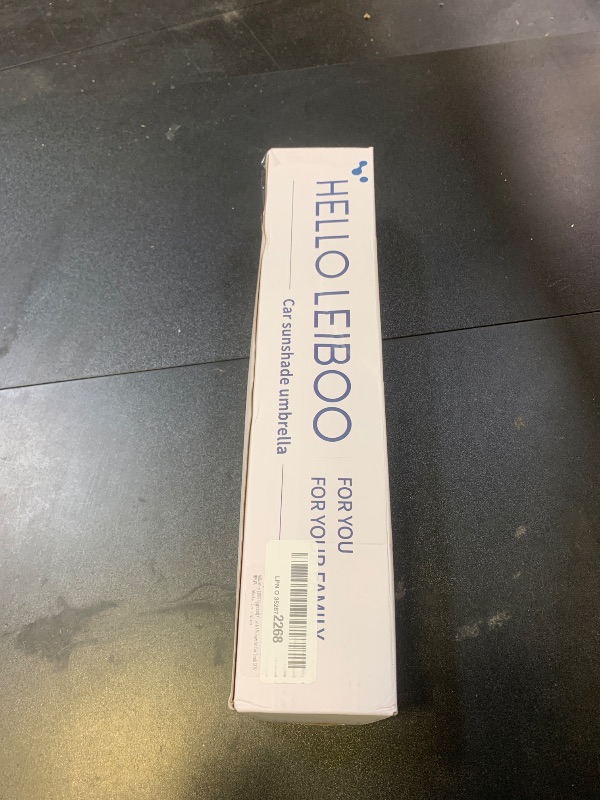 HELLO LEIBOO
Car sunshade umbrella
FOR YOU
FOR YOUR FAMILY
2268